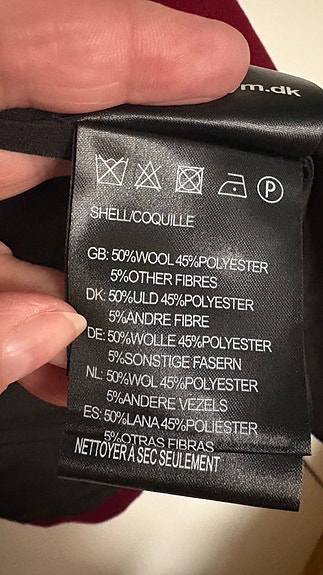 m.dk
P
SHELL/COQUILLE
GB: 50%WOOL 45%POLYESTER
5%OTHER FIBRES
DK: 50%ULD 45%POLYESTER
5%ANDRE FIBRE
DE: 50%WOLLE 45%POLYESTER
5%SONSTIGE FASERN
NL: 50%WOL 45%POLYESTER
5%ANDERE VEZELS
ES: 50%LANA 45%POLIÉSTER
5%OTRAS FIBRAS
NETTOYER À SEC SEULEMENT